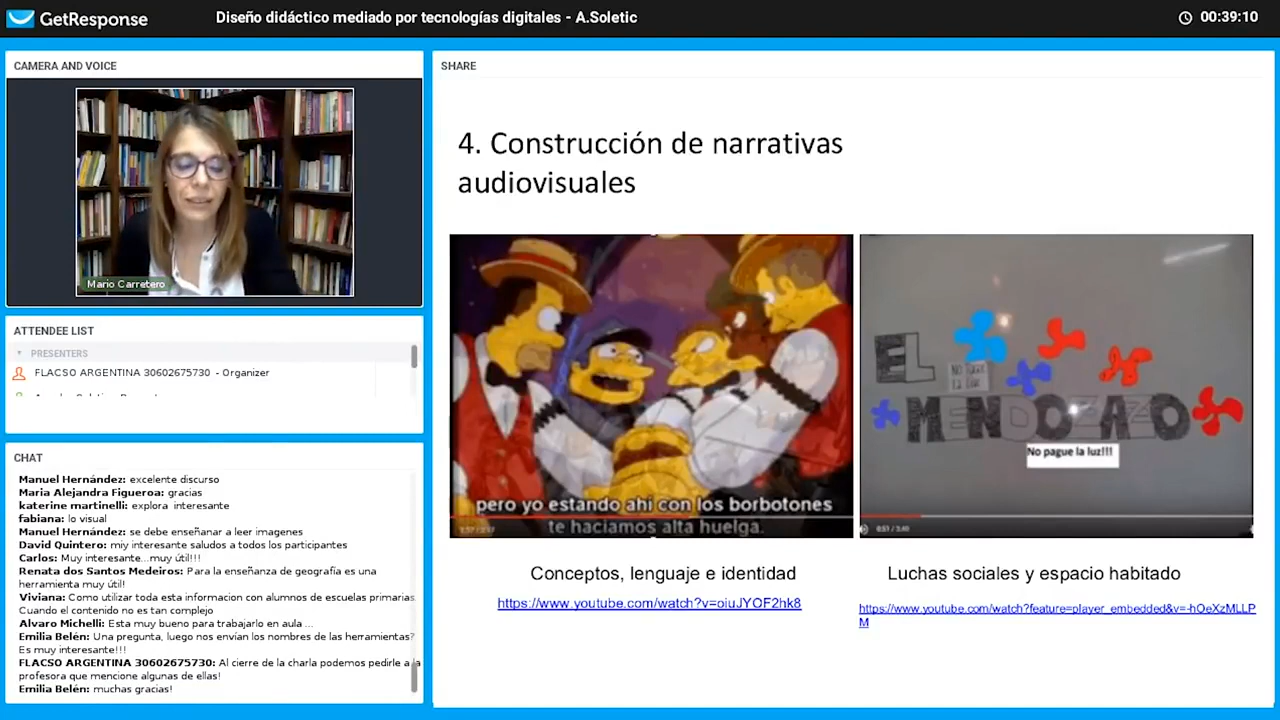 GetResponse
Diseño didáctico mediado por tecnologías digitales - A.Soletic
00:39:10
CAMERA AND VOICE
Mario Carretero
ATTENDEE LIST
PRESENTERS
FLACSO ARGENTINA 30602675730 - Organizer
CHAT
Manuel Hernández: excelente discurso
Maria Alejandra Figueroa: gracias
katerine martinelli: explora interesante
fabiana: lo visual
Manuel Hernández: se debe enseñanar a leer imagenes
David Quintero: miy interesante saludos a todos los participantes
Carlos: Muy interesante...muy útil!!!
Renata dos Santos Medeiros: Para la enseñanza de geografía es una
herramienta muy útil!
Viviana: Como utilizar toda esta informacion con alumnos de escuelas primarias.
Cuando el contenido no es tan complejo
Alvaro Michelli: Esta muy bueno para trabajarlo en aula ...
Emilia Belén: Una pregunta, luego nos envían los nombres de las herramientas?
Es muy interesante!!!
FLACSO ARGENTINA 30602675730: Al cierre de la charla podemos pedirle a la
profesora que mencione algunas de ellas!
Emilia Belén: muchas gracias!
SHARE
4. Construcción de narrativas
audiovisuales
pero yo estando ahi con los borbotones
te haciamos alta huelga.
EL
MENDOZAZO
No pague la luz!!!
0:51 / 3:40
Conceptos, lenguaje e identidad
https://www.youtube.com/watch?v=oiuJYOF2hk8
Luchas sociales y espacio habitado
https://www.youtube.com/watch?feature=player_embedded&v=-hOeXzMLLP
M